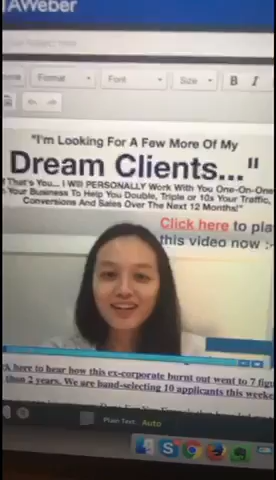 AWeber
Format
Font
Size
B I
"I'm Looking For A Few More Of My
Dream Clients..."
f That's You... I Will PERSONALLY Work With You One-On-One
Your Business To Help You Double, Triple or 10x Your Traffic,
Conversions And Sales Over The Next 12 Months!"
Click here to pla
this video now :-
here to hear how this ex-corporate burnt out went to 7 figu
than 2 years. We are hand-selecting 10 applicants this weeke
Plain Text: Auto